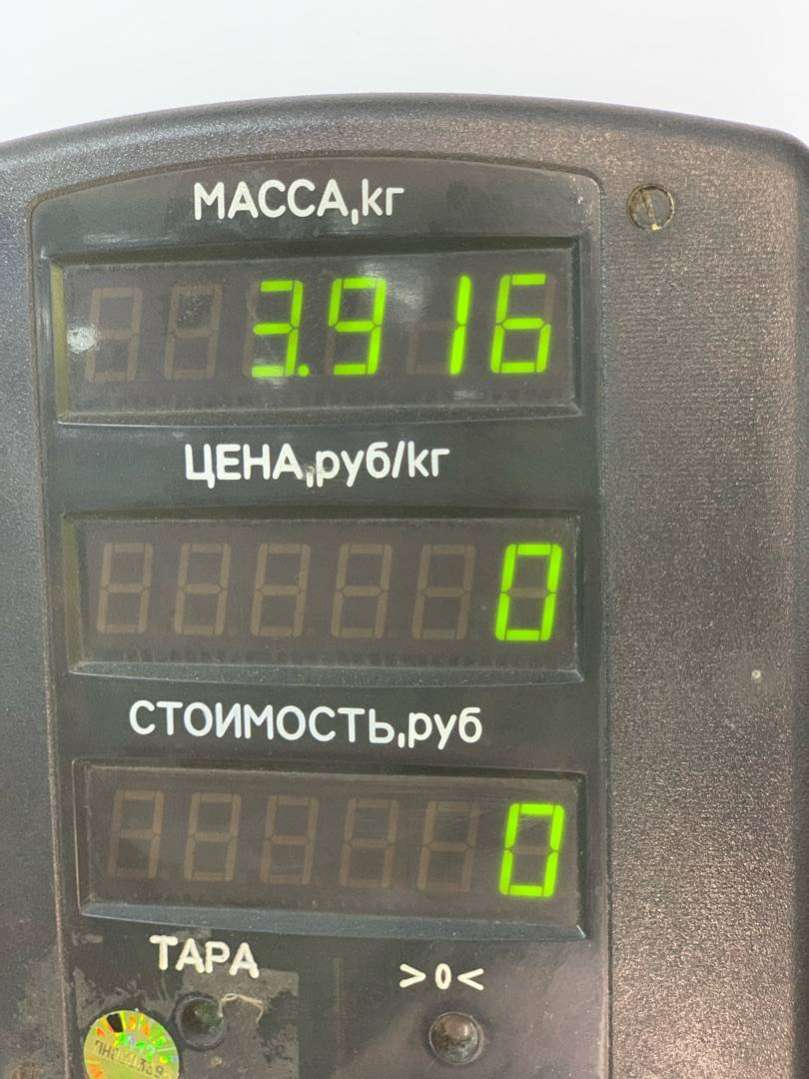 МАССА,кг
3.916
ЦЕНА,руб/кг
0
СТОИМОСТЬ,руб
0
ТАРА >0<